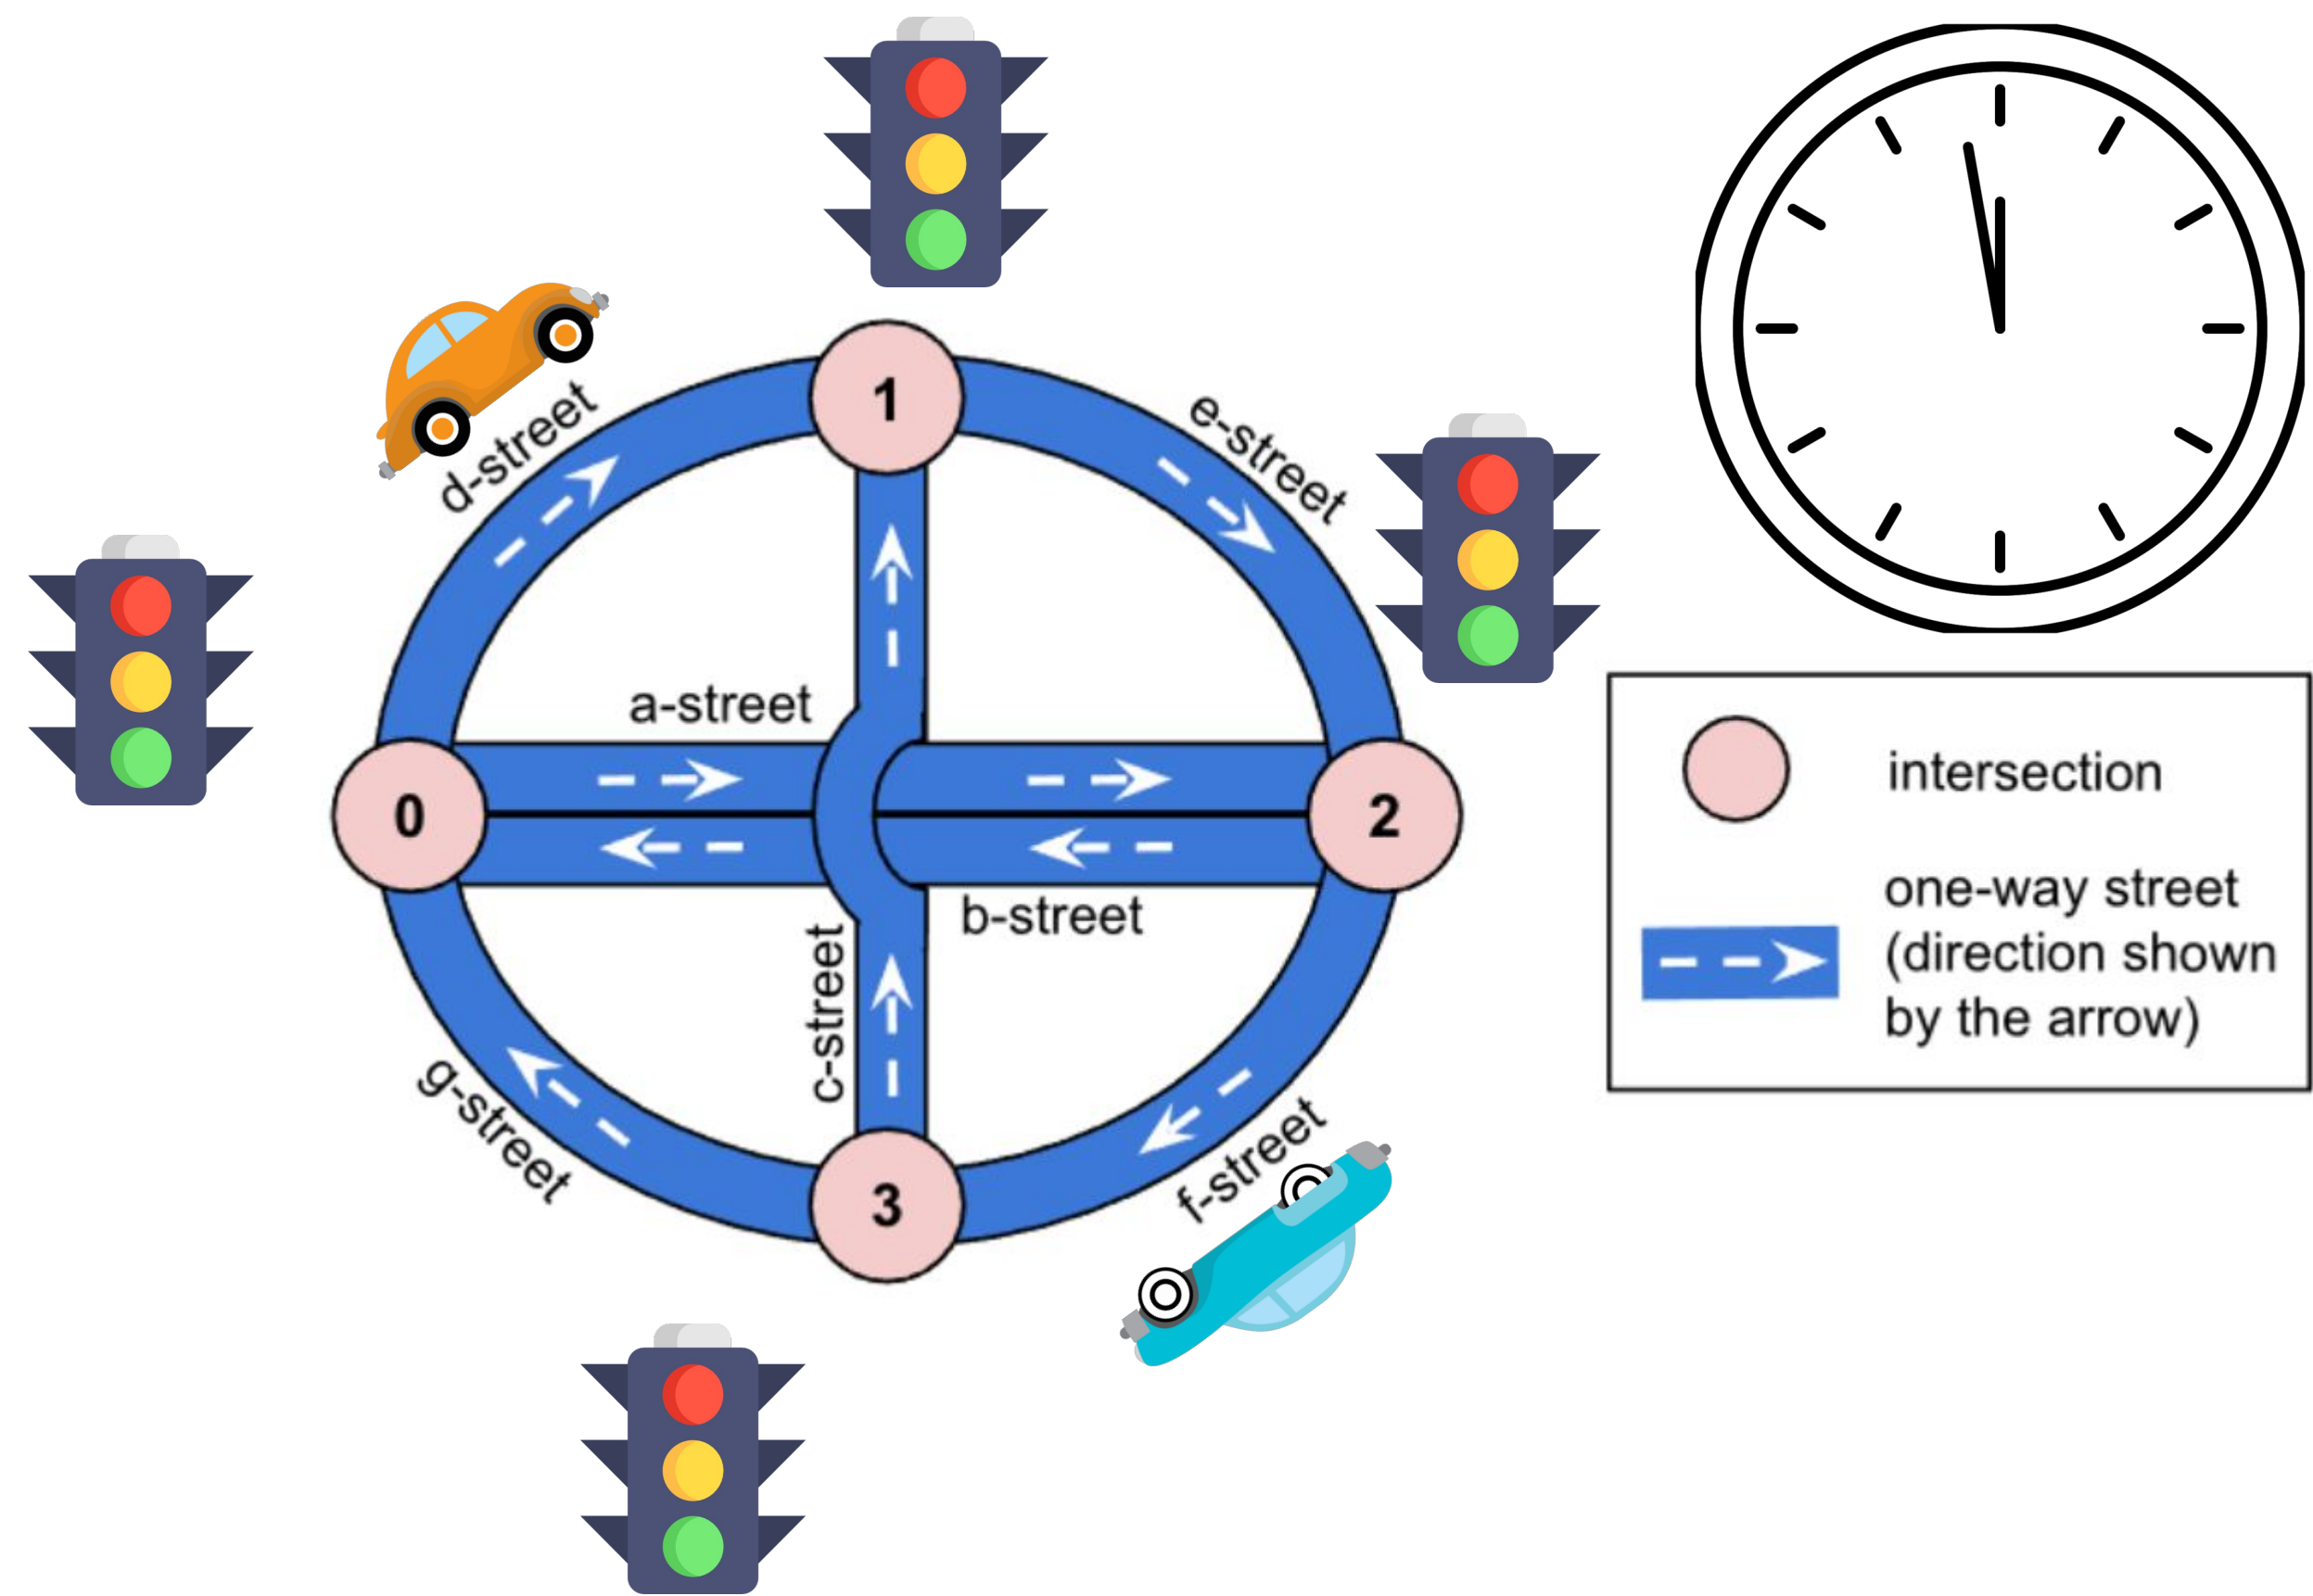 d-street
1
e-street
a-street
0
2
b-street
c-street
g-street
3
f-street
intersection
one-way street
(direction shown
by the arrow)